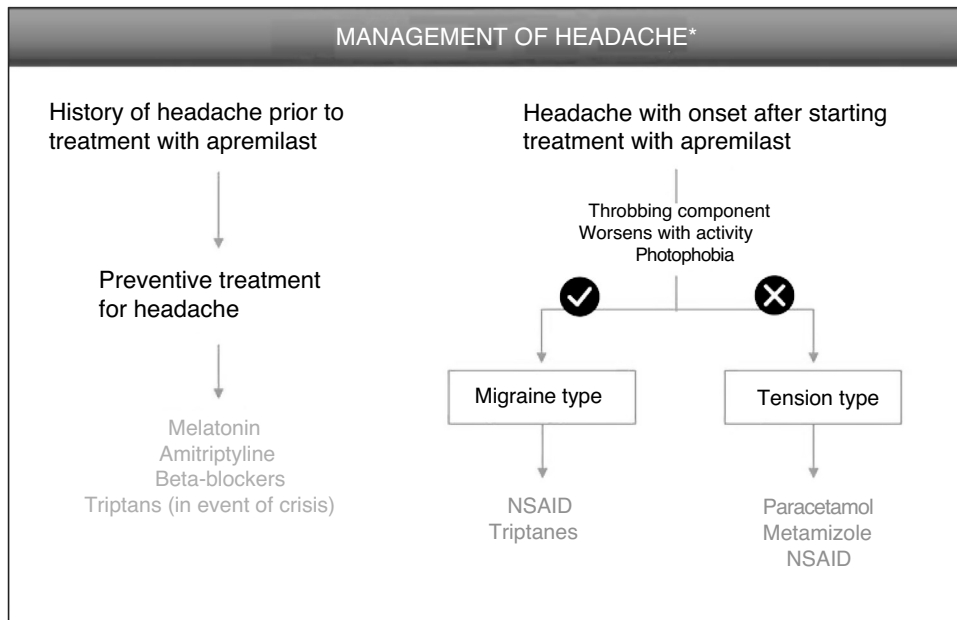 MANAGEMENT OF HEADACHE*
History of headache prior to
treatment with apremilast
Preventive treatment
for headache
Melatonin
Amitriptyline
Beta-blockers
Triptans (in event of crisis)
Headache with onset after starting
treatment with apremilast
Throbbing component
Worsens with activity
Photophobia
Migraine type
NSAID
Triptanes
Tension type
Paracetamol
Metamizole
NSAID